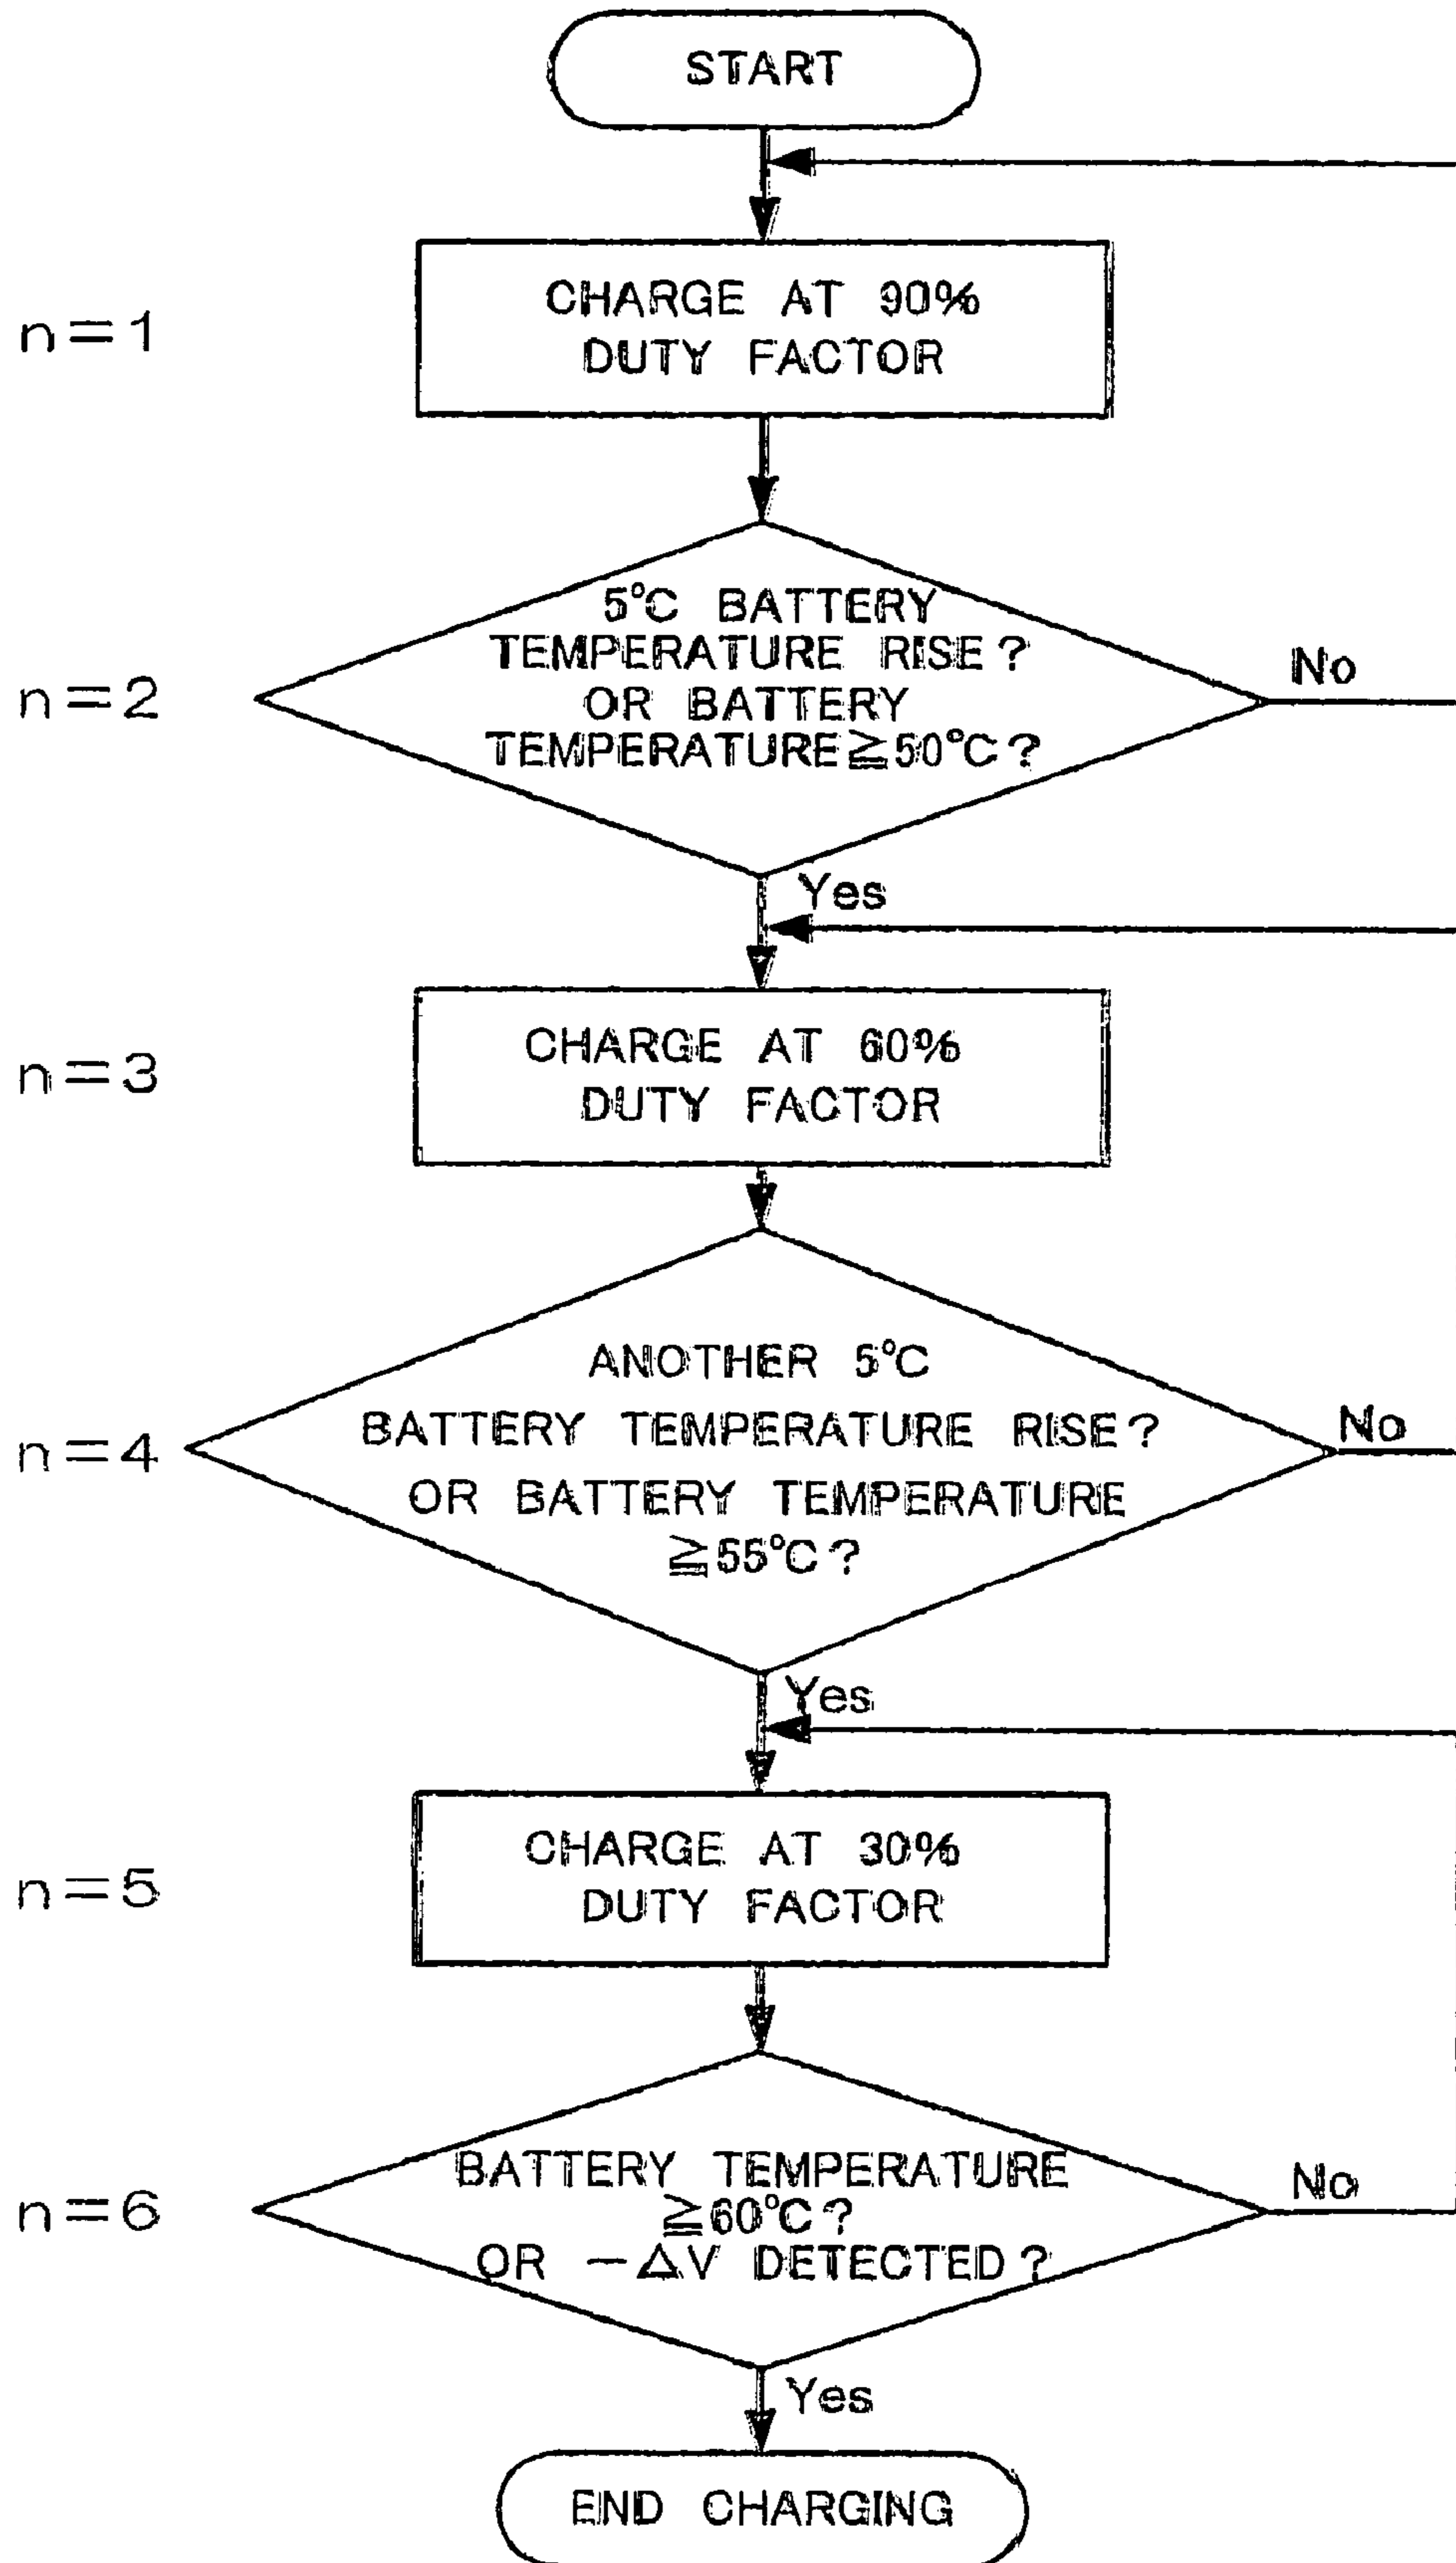 START
n=1
CHARGE AT 90%
DUTY FACTOR
5°C BATTERY
TEMPERATURE RISE?
OR BATTERY
TEMPERATURE≧50°C?
n=2
No
Yes
n=3
CHARGE AT 60%
DUTY FACTOR
ANOTHER 5°C
BATTERY TEMPERATURE RISE?
OR BATTERY TEMPERATURE
≧55°C?
n=4
No
Yes
n=5
CHARGE AT 30%
DUTY FACTOR
BATTERY TEMPERATURE
≧60°C?
OR −△V DETECTED?
n=6
No
Yes
END CHARGING